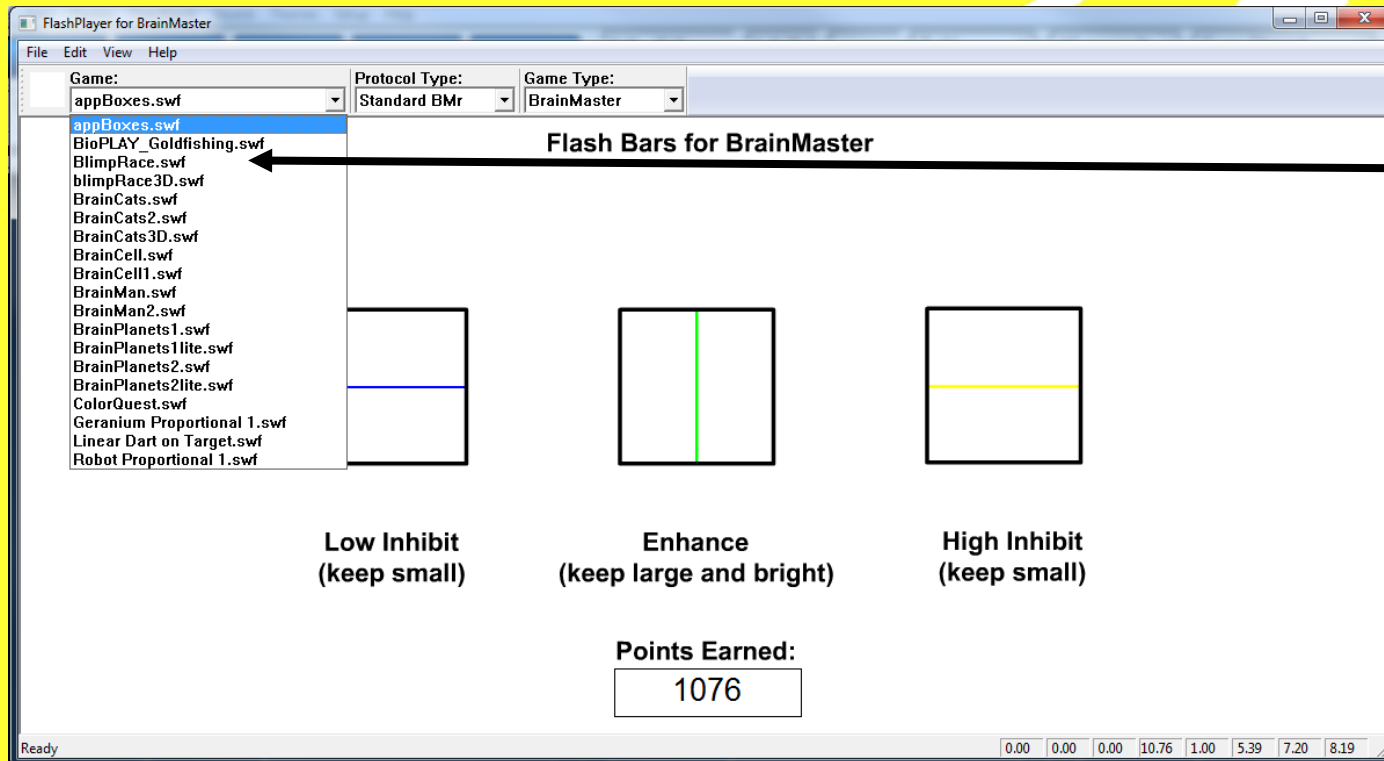 FlashPlayer for BrainMaster
File Edit View Help
Game: Protocol Type: Game Type:
appBoxes.swf Standard BMr BrainMaster
appBoxes.swf
BioPLAY_Goldfishing.swf
BlimpRace.swf
blimpRace3D.swf
BrainCats.swf
BrainCats2.swf
BrainCats3D.swf
BrainCell.swf
BrainCell1.swf
BrainMan.swf
BrainMan2.swf
BrainPlanets1.swf
BrainPlanets1lite.swf
BrainPlanets2.swf
BrainPlanets2lite.swf
ColorQuest.swf
Geranium Proportional 1.swf
Linear Dart on Target.swf
Robot Proportional 1.swf
Flash Bars for BrainMaster
Low Inhibit Enhance High Inhibit
(keep small) (keep large and bright) (keep small)
Points Earned:
1076
Ready 0.00 0.00 0.00 10.76 1.00 5.39 7.20 8.19